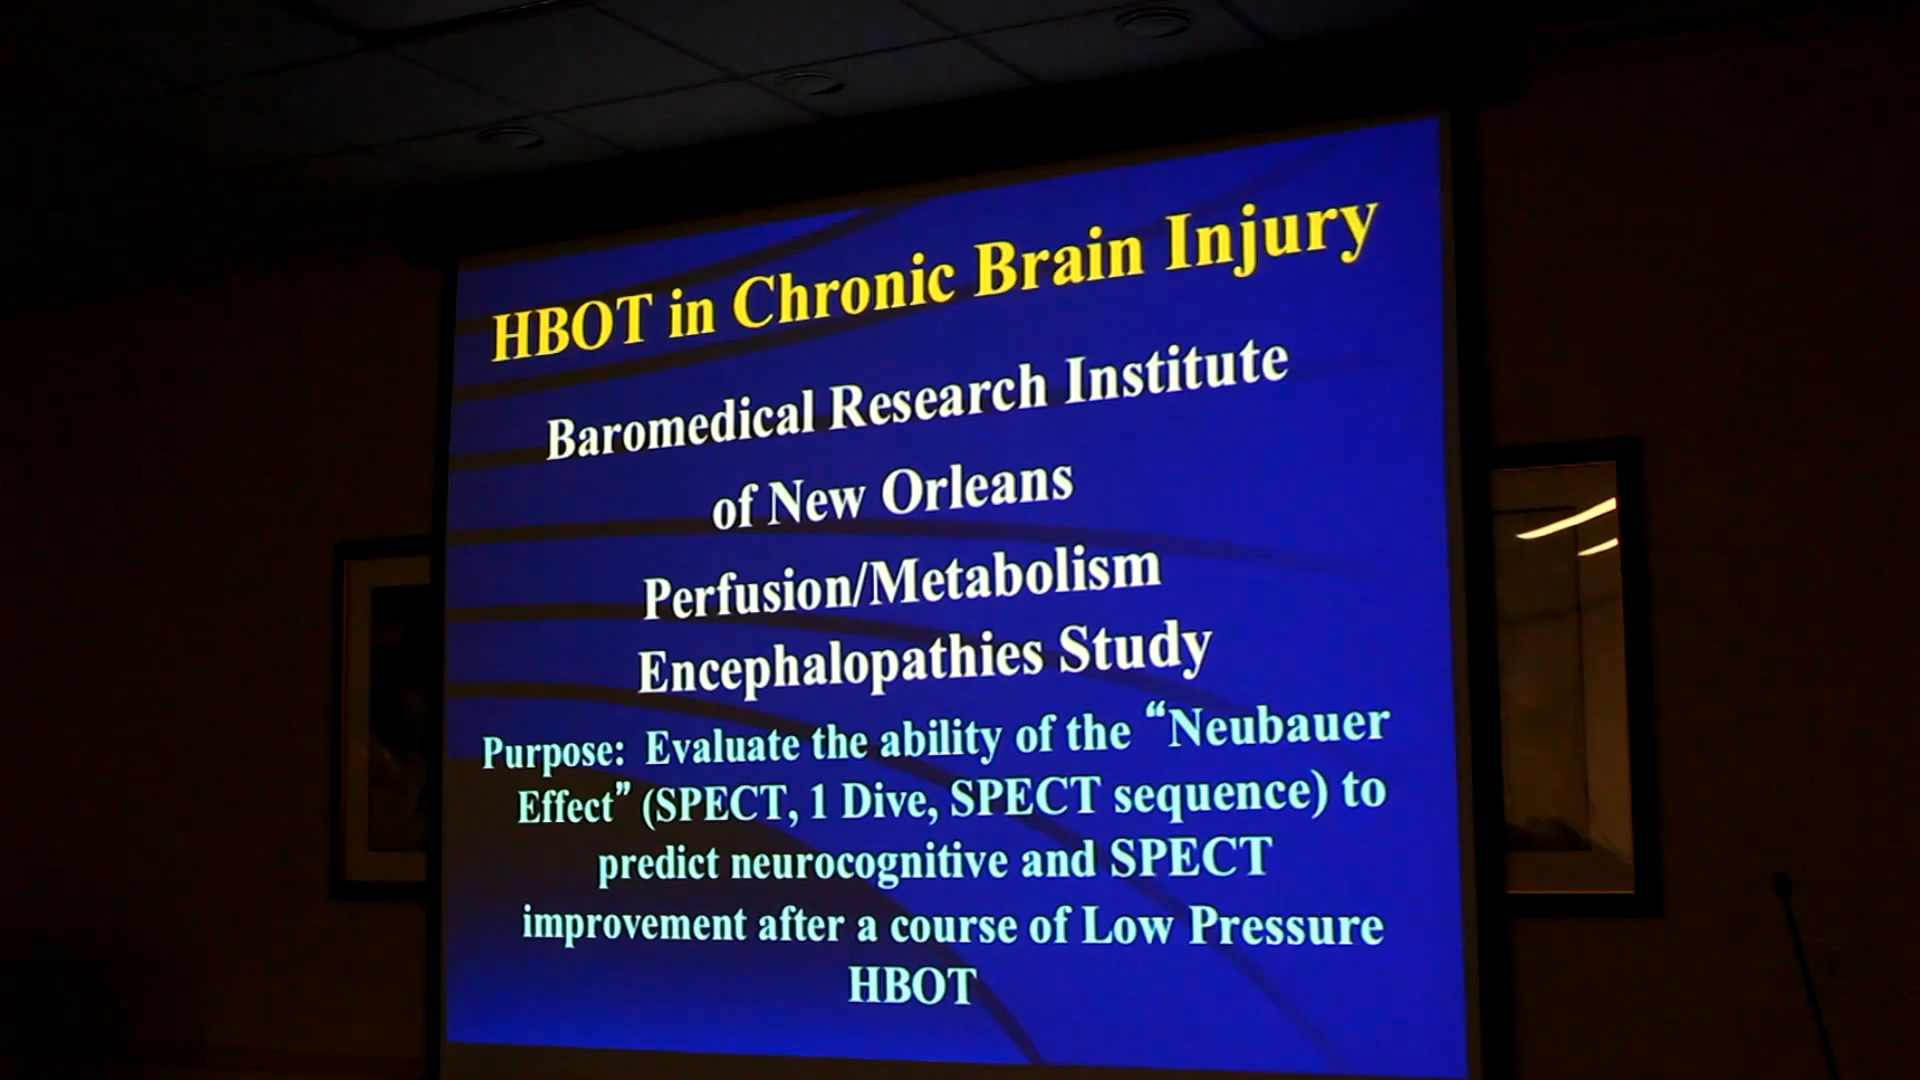 HBOT in Chronic Brain Injury
Baromedical Research Institute
of New Orleans
Perfusion/Metabolism
Encephalopathies Study
Purpose: Evaluate the ability of the “Neubauer
Effect” (SPECT, 1 Dive, SPECT sequence) to
predict neurocognitive and SPECT
improvement after a course of Low Pressure
HBOT